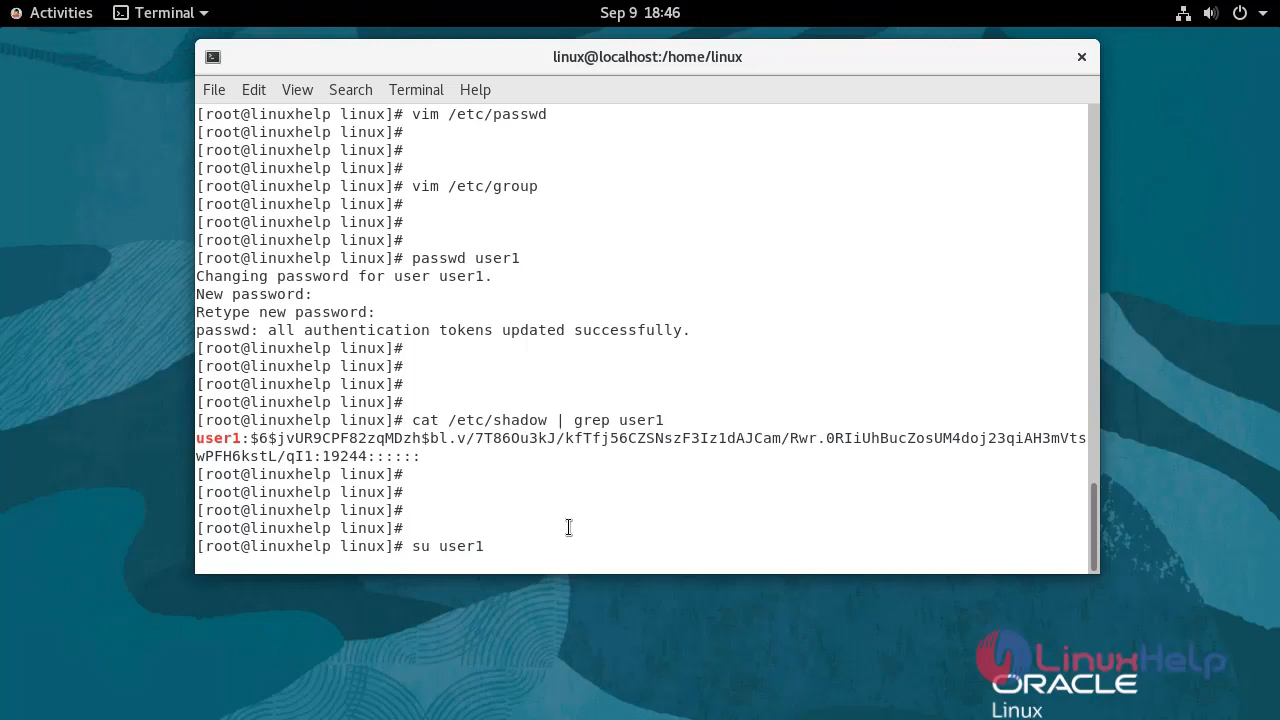 Activities Terminal Sep 9 18:46
linux@localhost:/home/linux
File Edit View Search Terminal Help
[root@linuxhelp linux]# vim /etc/passwd
[root@linuxhelp linux]#
[root@linuxhelp linux]#
[root@linuxhelp linux]#
[root@linuxhelp linux]# vim /etc/group
[root@linuxhelp linux]#
[root@linuxhelp linux]#
[root@linuxhelp linux]#
[root@linuxhelp linux]# passwd user1
Changing password for user user1.
New password:
Retype new password:
passwd: all authentication tokens updated successfully.
[root@linuxhelp linux]#
[root@linuxhelp linux]#
[root@linuxhelp linux]#
[root@linuxhelp linux]#
[root@linuxhelp linux]# cat /etc/shadow | grep user1
user1:$6$jvUR9CPF82zqMDzh$bl.v/7T86Ou3kJ/kfTfj56CZSNszF3Iz1dAJCam/Rwr.0RIiUhBucZosUM4doj23qiAH3mVts
wPFH6kstL/qI1:19244::::::
[root@linuxhelp linux]#
[root@linuxhelp linux]#
[root@linuxhelp linux]#
[root@linuxhelp linux]#
[root@linuxhelp linux]# su user1
LinuxHelp
ORACLE
Linux